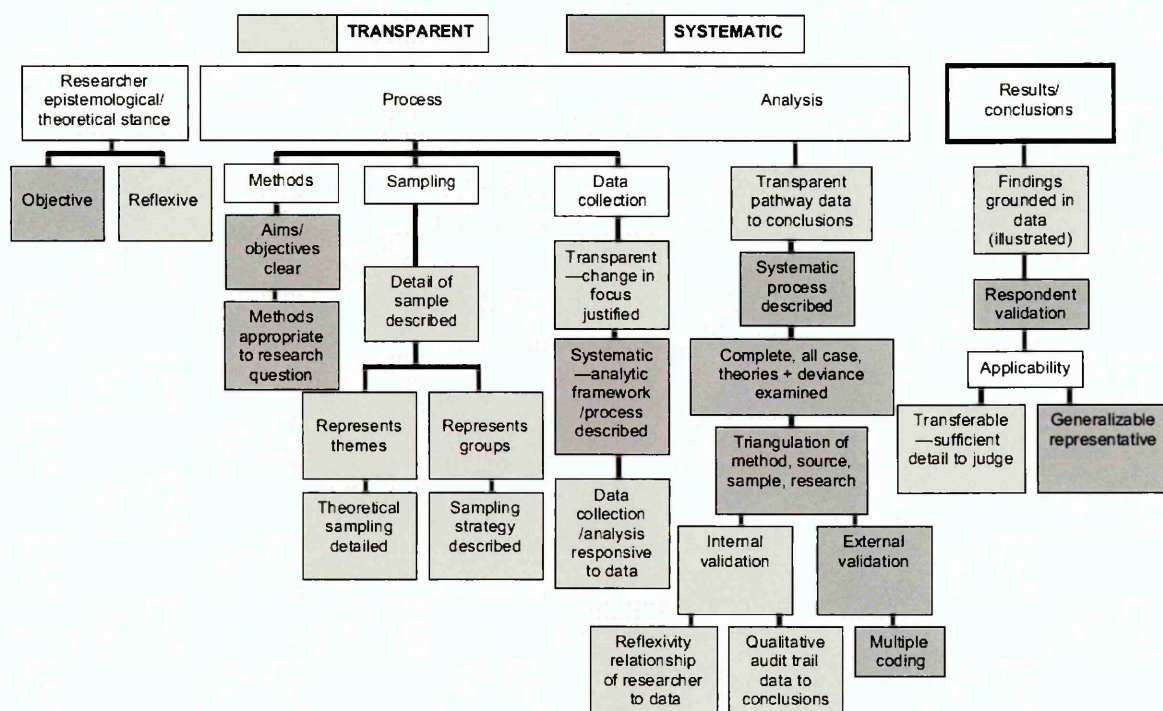 TRANSPARENT
SYSTEMATIC
Researcher
epistemological/
theoretical stance
Process
Analysis
Results/
conclusions
Objective
Reflexive
Methods
Aims/
objectives
clear
Methods
appropriate
to research
question
Sampling
Detail of
sample
described
Represents
themes
Theoretical
sampling
detailed
Represents
groups
Sampling
strategy
described
Data
collection
Transparent
—change in
focus
justified
Systematic
—analytic
framework
/process
described
Data
collection
/analysis
responsive
to data
Transparent
pathway data
to conclusions
Systematic
process
described
Complete, all case,
theories + deviance
examined
Triangulation of
method, source,
sample, research
Internal
validation
External
validation
Reflexivity
relationship
of researcher
to data
Qualitative
audit trail
data to
conclusions
Multiple
coding
Findings
grounded in
data
(illustrated)
Respondent
validation
Applicability
Transferable
—sufficient
detail to judge
Generalizable
representative